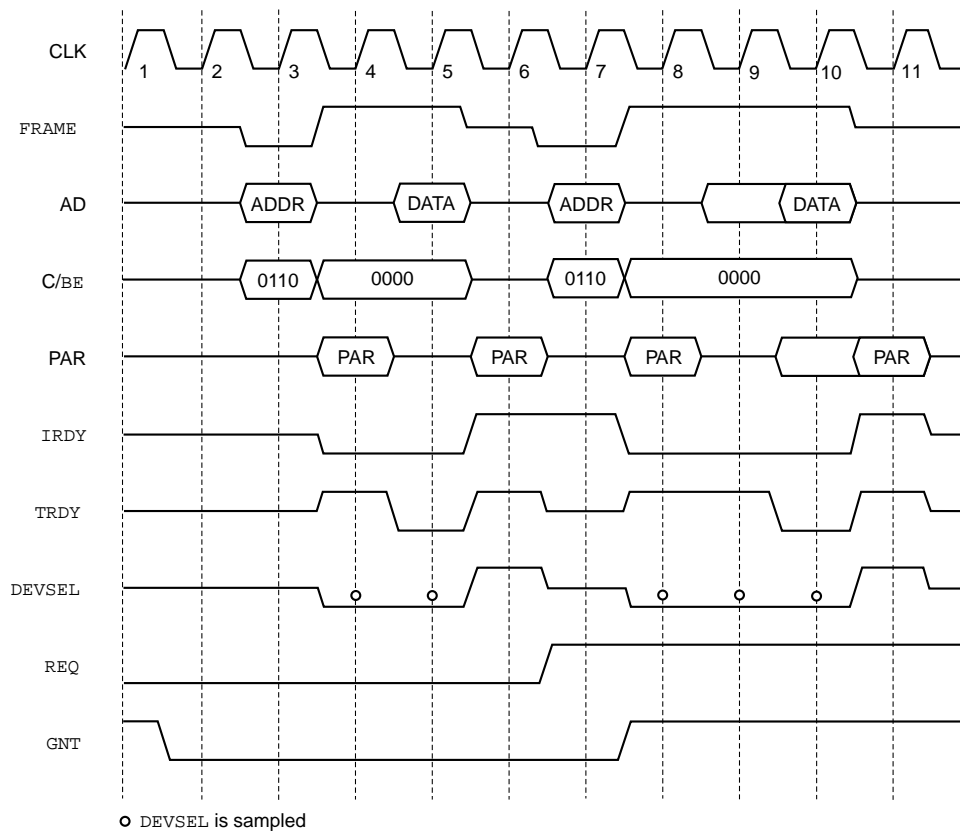 CLK
1 2 3 4 5 6 7 8 9 10 11
FRAME
AD ADDR DATA ADDR DATA
C/BE 0110 0000 0110 0000
PAR PAR PAR PAR PAR
IRDY
TRDY
DEVSEL
REQ
GNT
DEVSEL is sampled